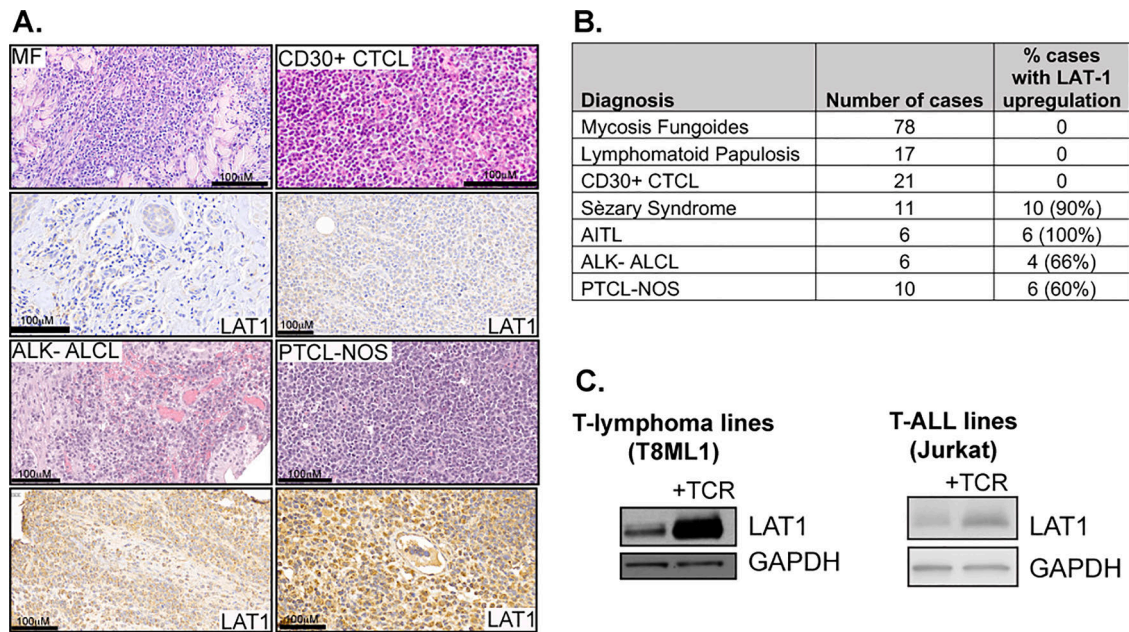 A.
MF
100µM
CD30+ CTCL
100µM
100µM
LAT1
100µM
LAT1
ALK- ALCL
100µM
PTCL-NOS
100µM
100µM
LAT1
100µM
LAT1
B.
Diagnosis
Number of cases
% cases
with LAT-1
upregulation
Mycosis Fungoides 78 0
Lymphomatoid Papulosis 17 0
CD30+ CTCL 21 0
Sèzary Syndrome 11 10 (90%)
AITL 6 6 (100%)
ALK- ALCL 6 4 (66%)
PTCL-NOS 10 6 (60%)
C.
T-lymphoma lines
(T8ML1)
+TCR
LAT1
GAPDH
T-ALL lines
(Jurkat)
+TCR
LAT1
GAPDH